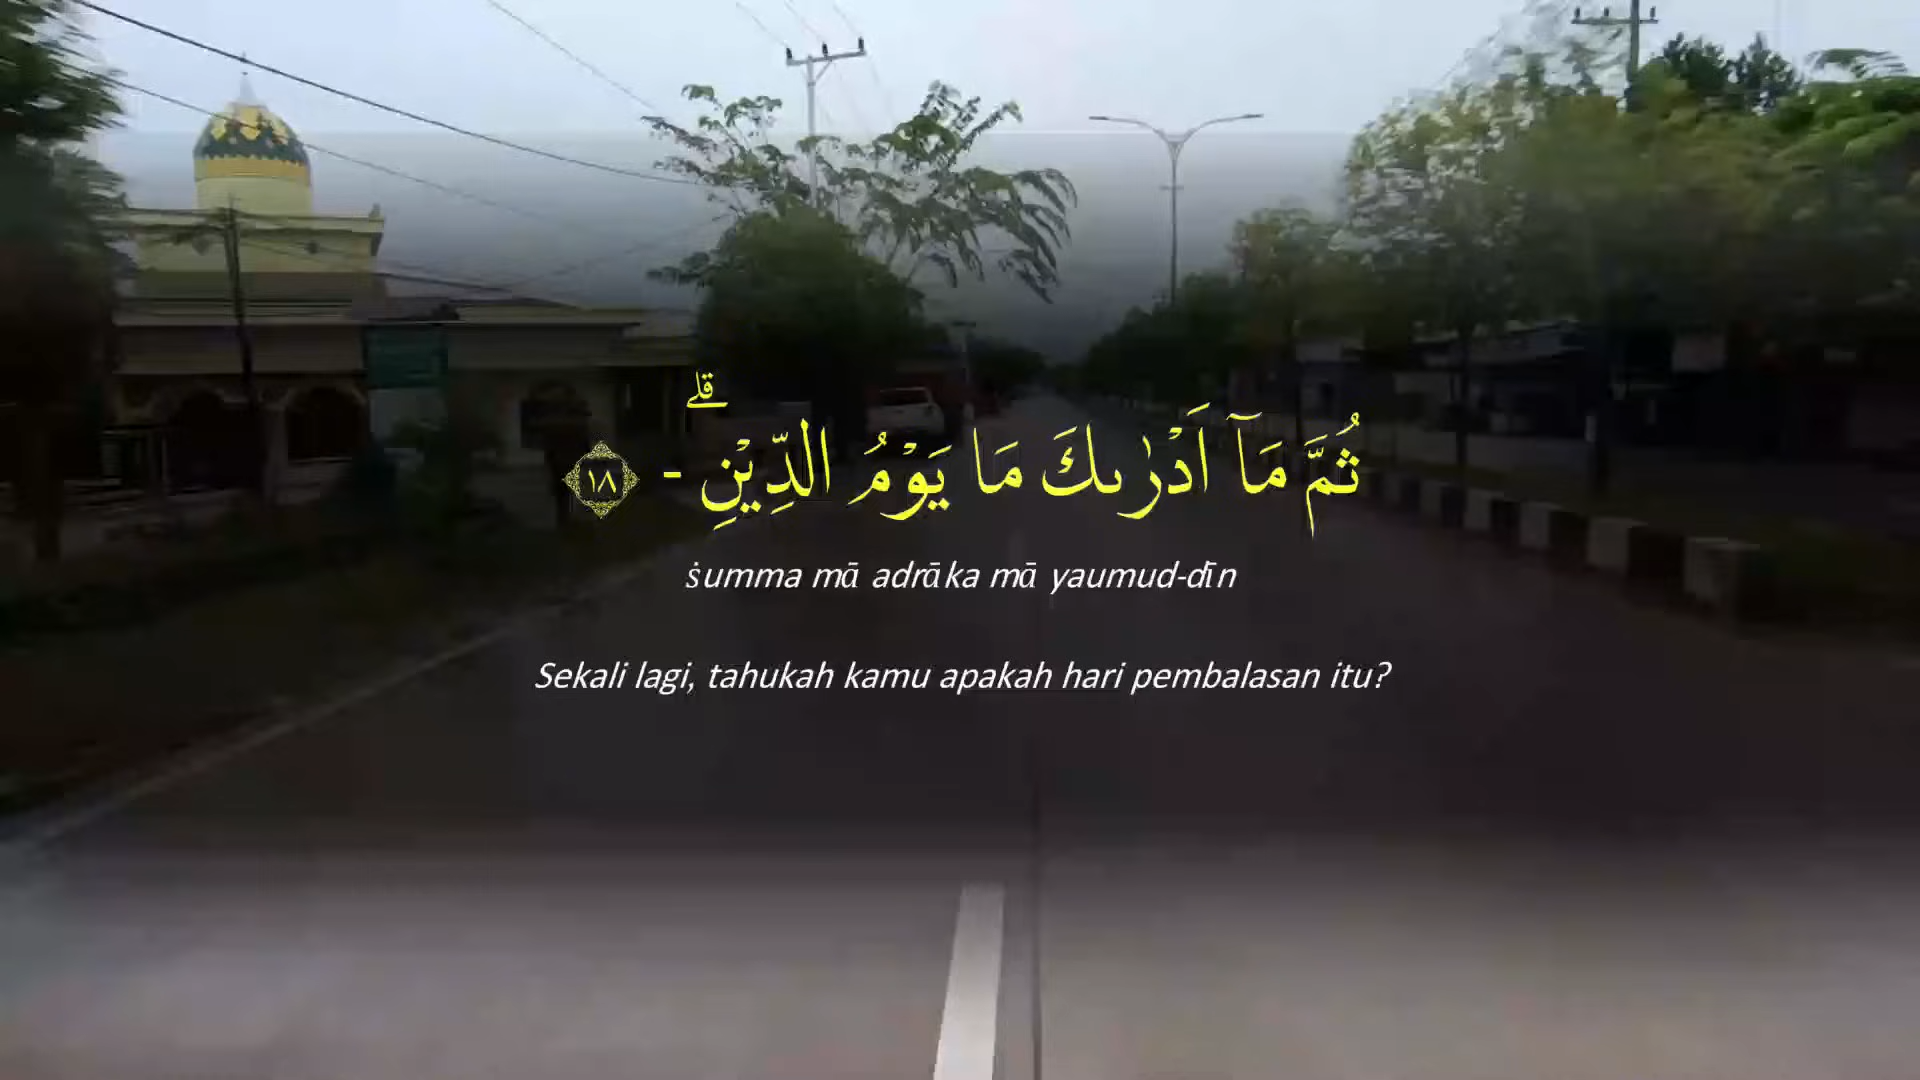 ثُمَّ مَآ اَدْرٰىكَ مَا يَوْمُ الدِّيْنِۗ - ١٨
ṡumma mā adrāka mā yaumud-dīn
Sekali lagi, tahukah kamu apakah hari pembalasan itu?